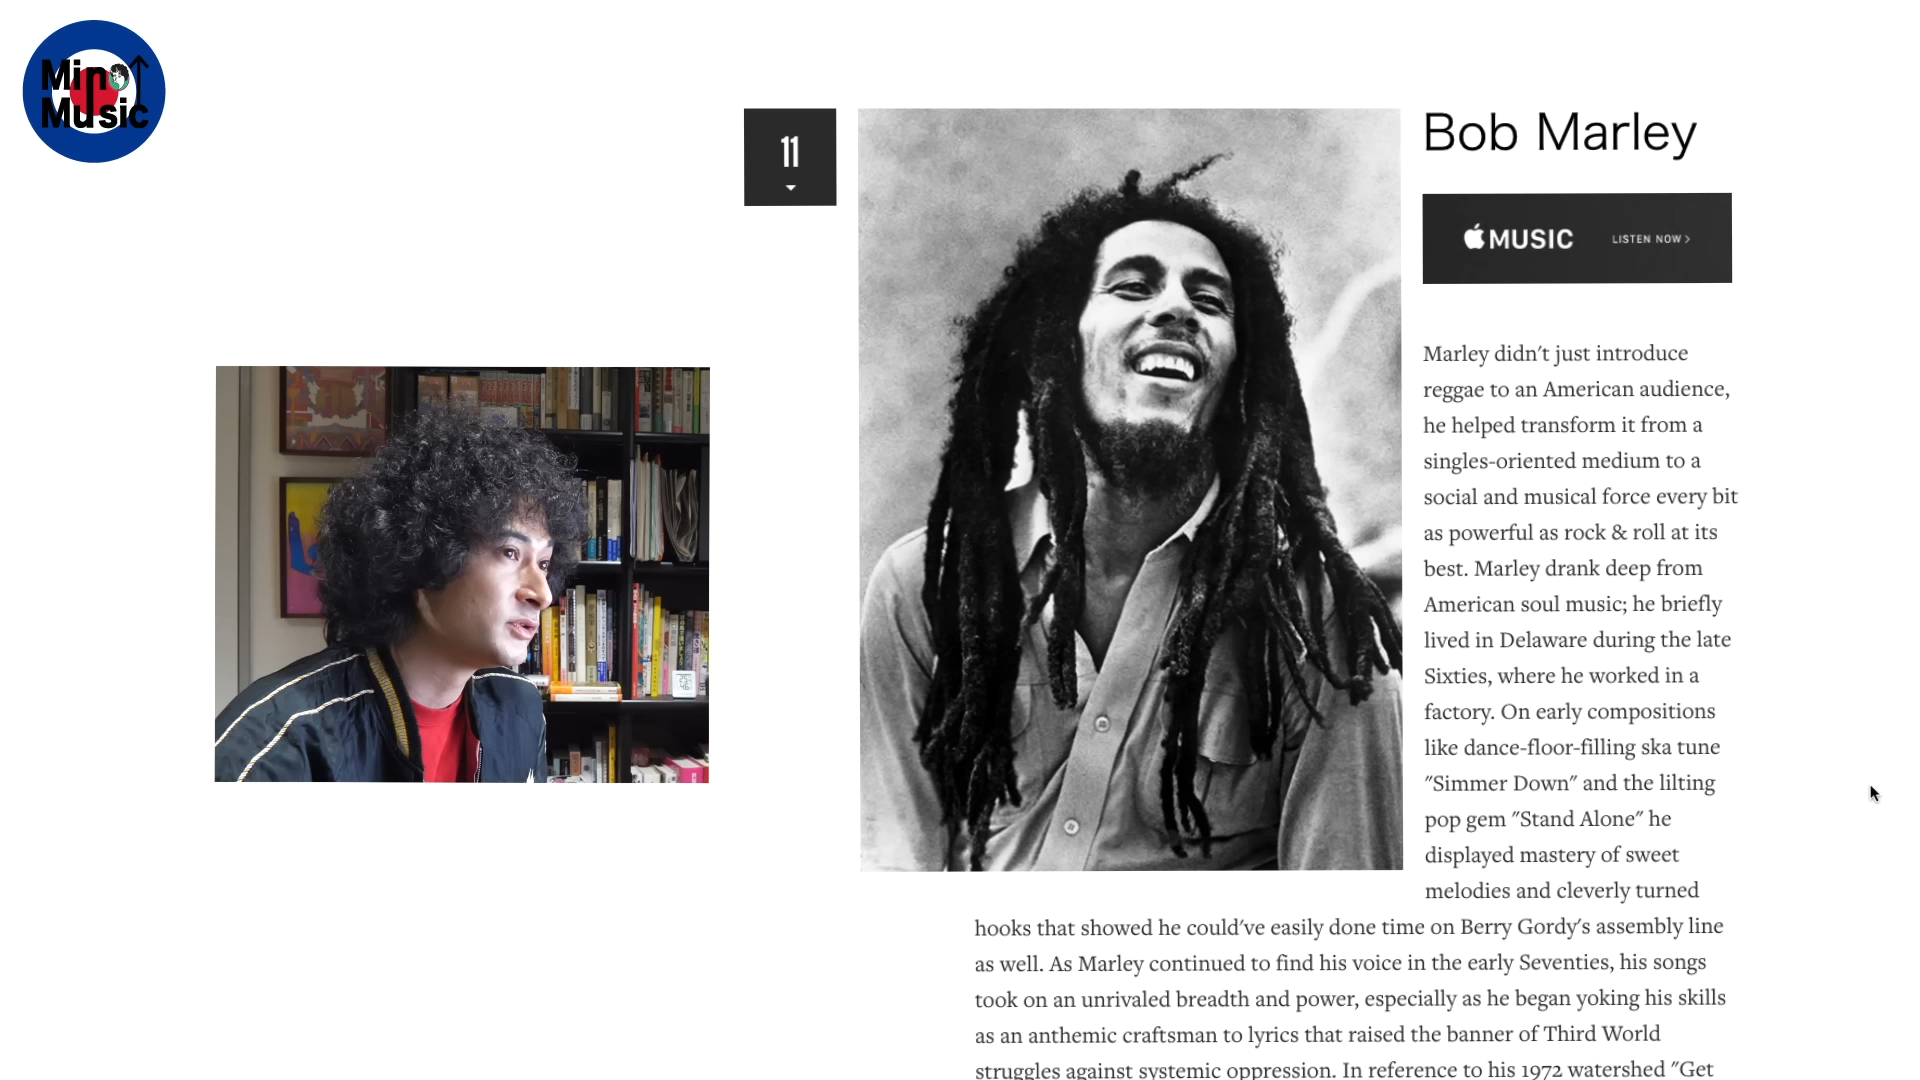 Min
Music
11
Bob Marley
MUSIC LISTEN NOW >
Marley didn't just introduce
reggae to an American audience,
he helped transform it from a
singles-oriented medium to a
social and musical force every bit
as powerful as rock & roll at its
best. Marley drank deep from
American soul music; he briefly
lived in Delaware during the late
Sixties, where he worked in a
factory. On early compositions
like dance-floor-filling ska tune
"Simmer Down" and the lilting
pop gem "Stand Alone" he
displayed mastery of sweet
melodies and cleverly turned
hooks that showed he could've easily done time on Berry Gordy's assembly line
as well. As Marley continued to find his voice in the early Seventies, his songs
took on an unrivaled breadth and power, especially as he began yoking his skills
as an anthemic craftsman to lyrics that raised the banner of Third World
struggles against systemic oppression. In reference to his 1972 watershed "Get